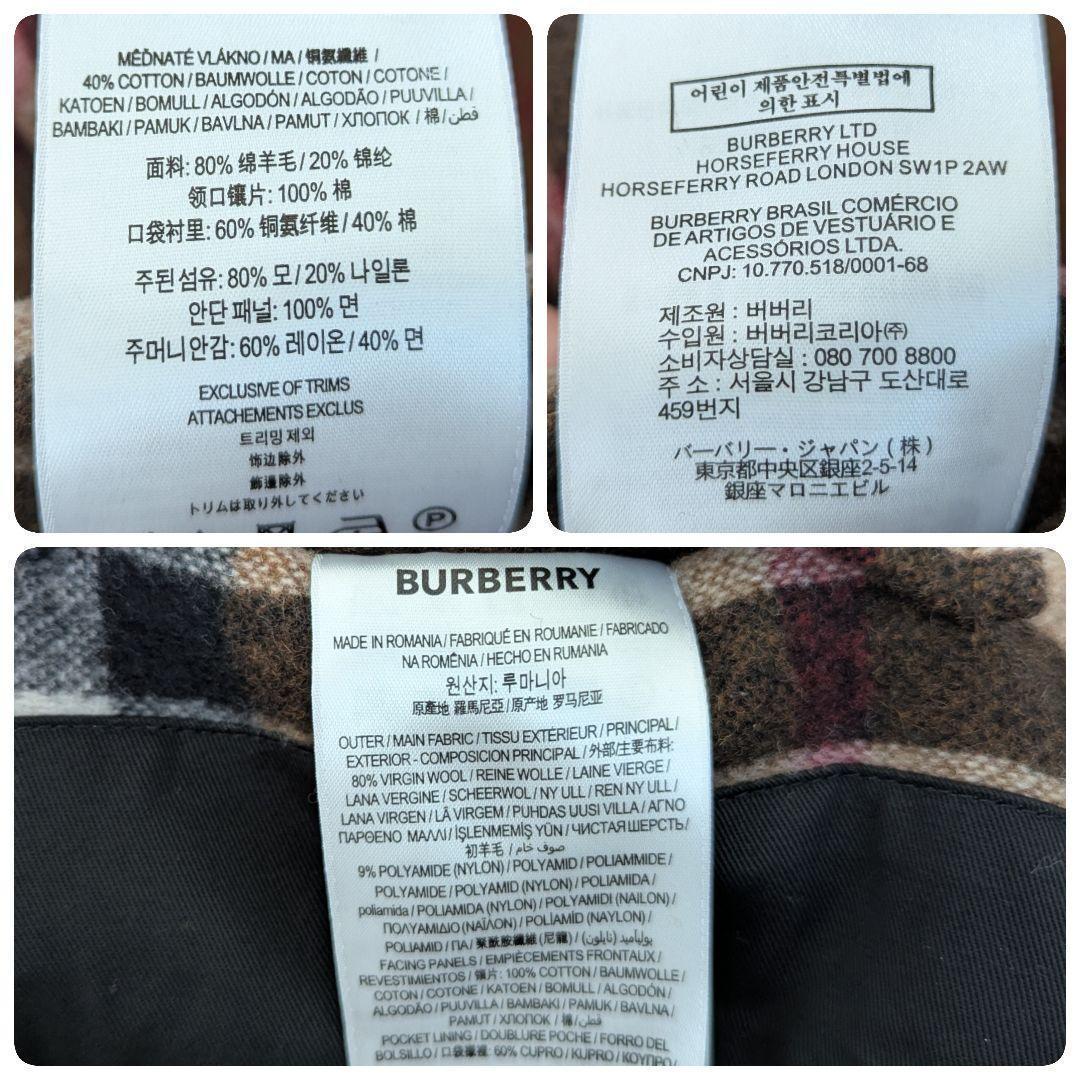 MĚĎNATÉ VLÁKNO / MA / 铜氨纖維 /
40% COTTON / BAUMWOLLE / COTON / COTONE /
KATOEN / BOMULL / ALGODÓN / ALGODÃO / PUUVILLA /
BAMBAKI / PAMUK / BAVLNA / PAMUT / ХЛОПОК / 棉 / قطن
面料: 80% 绵羊毛 / 20% 锦纶
领口镶片: 100% 棉
口袋衬里: 60% 铜氨纤维 / 40% 棉
주된 섬유: 80% 모 / 20% 나일론
안단 패널: 100% 면
주머니 안감: 60% 레이온 / 40% 면
EXCLUSIVE OF TRIMS
ATTACHEMENTS EXCLUS
트리밍 제외
饰边除外
飾邊除外
トリムは取り外してください
P
어린이 제품안전특별법에
의한 표시
BURBERRY LTD
HORSEFERRY HOUSE
HORSEFERRY ROAD LONDON SW1P 2AW
BURBERRY BRASIL COMÉRCIO
DE ARTIGOS DE VESTUÁRIO E
ACESSÓRIOS LTDA.
CNPJ: 10.770.518/0001-68
제조원 : 버버리
수입원 : 버버리코리아㈜
소비자상담실 : 080 700 8800
주 소 : 서울시 강남구 도산대로
459번지
バーバリー・ジャパン ( 株 )
東京都中央区銀座2-5-14
銀座マロニエビル
BURBERRY
MADE IN ROMANIA / FABRIQUÉ EN ROUMANIE / FABRICADO
NA ROMÊNIA / HECHO EN RUMANIA
원산지: 루마니아
原產地 羅馬尼亞 / 原产地 罗马尼亚
OUTER / MAIN FABRIC / TISSU EXTÉRIEUR / PRINCIPAL /
EXTERIOR - COMPOSICION PRINCIPAL / 外部/主要布料:
80% VIRGIN WOOL / REINE WOLLE / LAINE VIERGE /
LANA VERGINE / SCHEERWOL / NY ULL / REN NY ULL /
LANA VIRGEN / LÃ VIRGEM / PUHDAS UUSI VILLA / ΑΓΝΟ
ΠΑΡΘΕΝΟ ΜΑΛΛΙ / İŞLENMEMİŞ YÜN / ЧИСТАЯ ШЕРСТЬ /
初羊毛 / صوف خام
9% POLYAMIDE (NYLON) / POLYAMID / POLIAMMIDE /
POLYAMIDE / POLYAMID (NYLON) / POLIAMIDA /
poliamida / POLIAMIDA (NYLON) / POLYAMIDI (NAILON) /
ΠΟΛΥΑΜΙΔΙΟ (ΝΑΪΛΟΝ) / POLİAMİD (NAYLON) /
POLIAMID / ПА / 聚酰胺纖維 (尼龍) / بولياميد (نايلون)
FACING PANELS / EMPIÈCEMENTS FRONTAUX /
REVESTIMIENTOS / 領片: 100% COTTON / BAUMWOLLE /
COTON / COTONE / KATOEN / BOMULL / ALGODÓN /
ALGODÃO / PUUVILLA / BAMBAKI / PAMUK / BAVLNA /
PAMUT / ХЛОПОК / 棉 / قطن
POCKET LINING / DOUBLURE POCHE / FORRO DEL
BOLSILLO / 口袋襯裡: 60% CUPRO / KUPRO / ΚΟΥΠΡΟ /